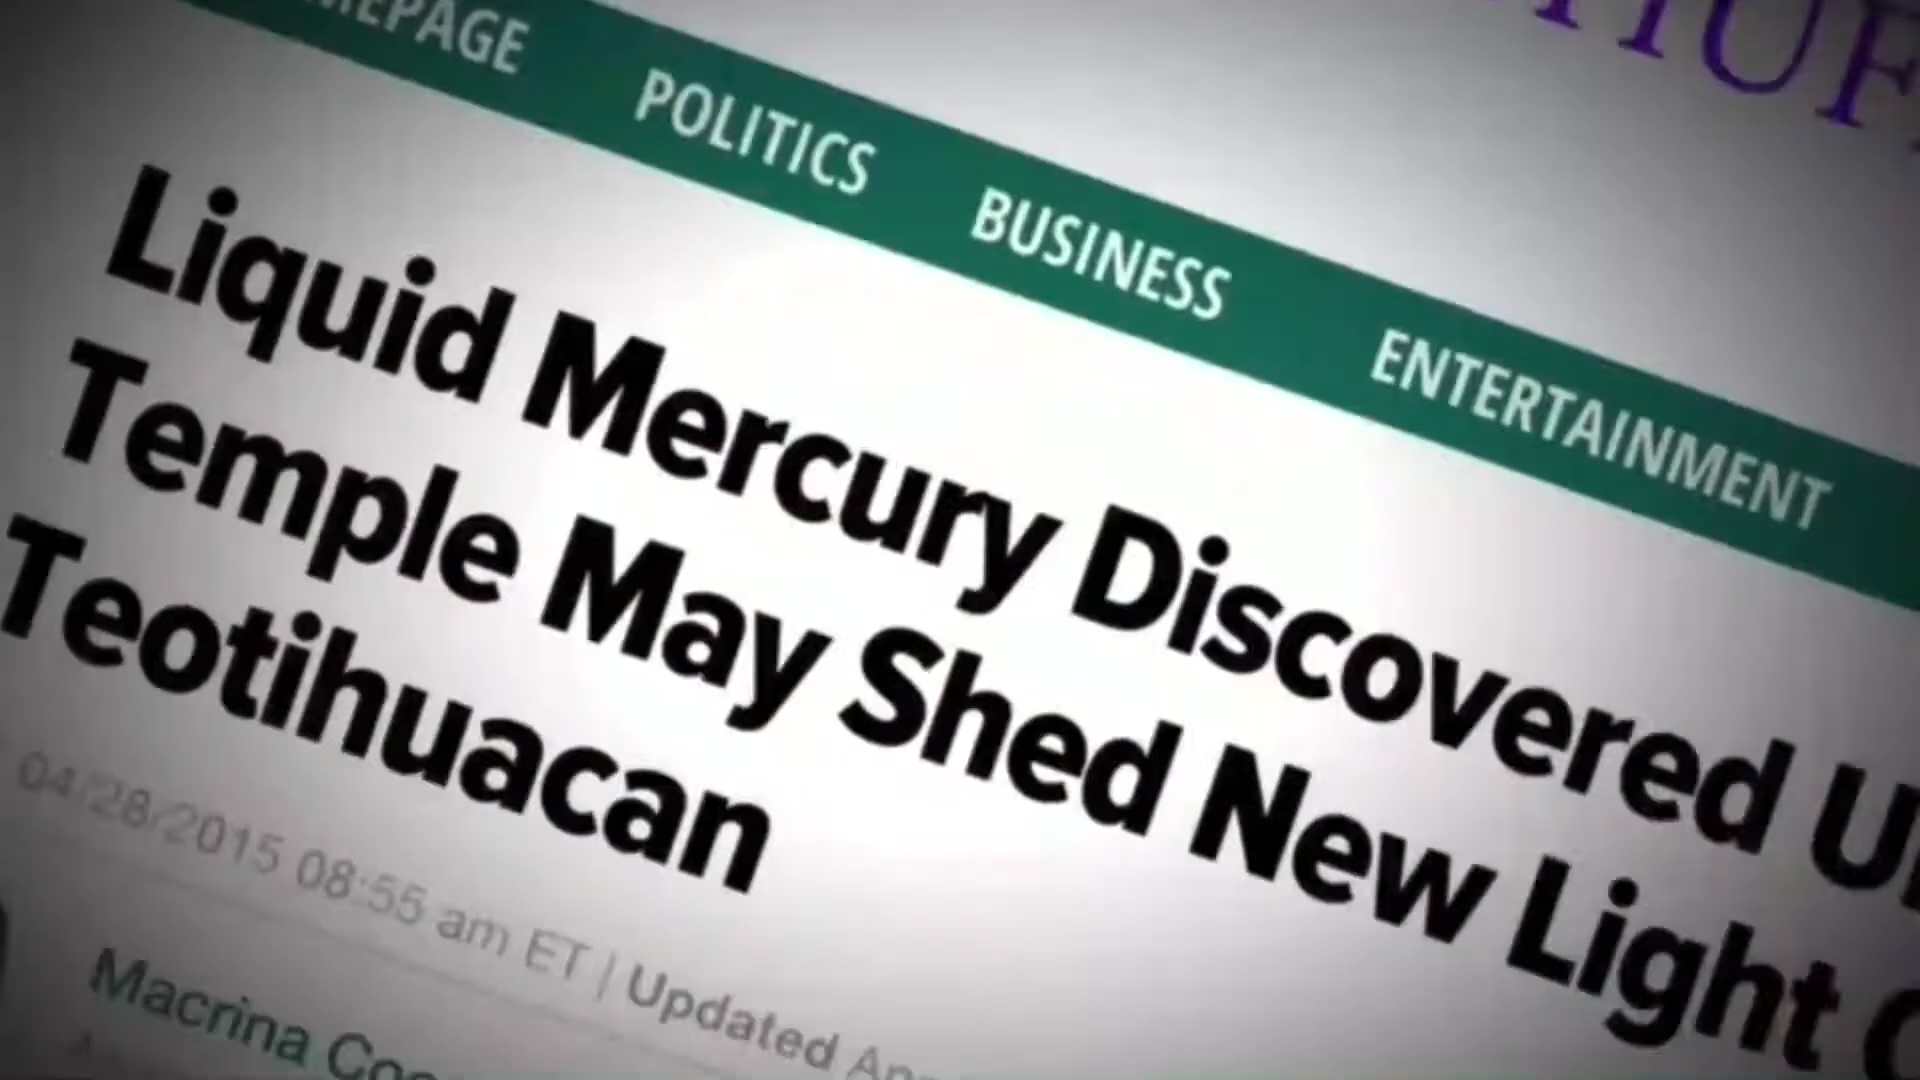 POLITICS BUSINESS ENTERTAINMENT
Liquid Mercury Discovered
Temple May Shed New Light
Teotihuacan
04/28/2015 08:55 am ET | Updated
Macrina